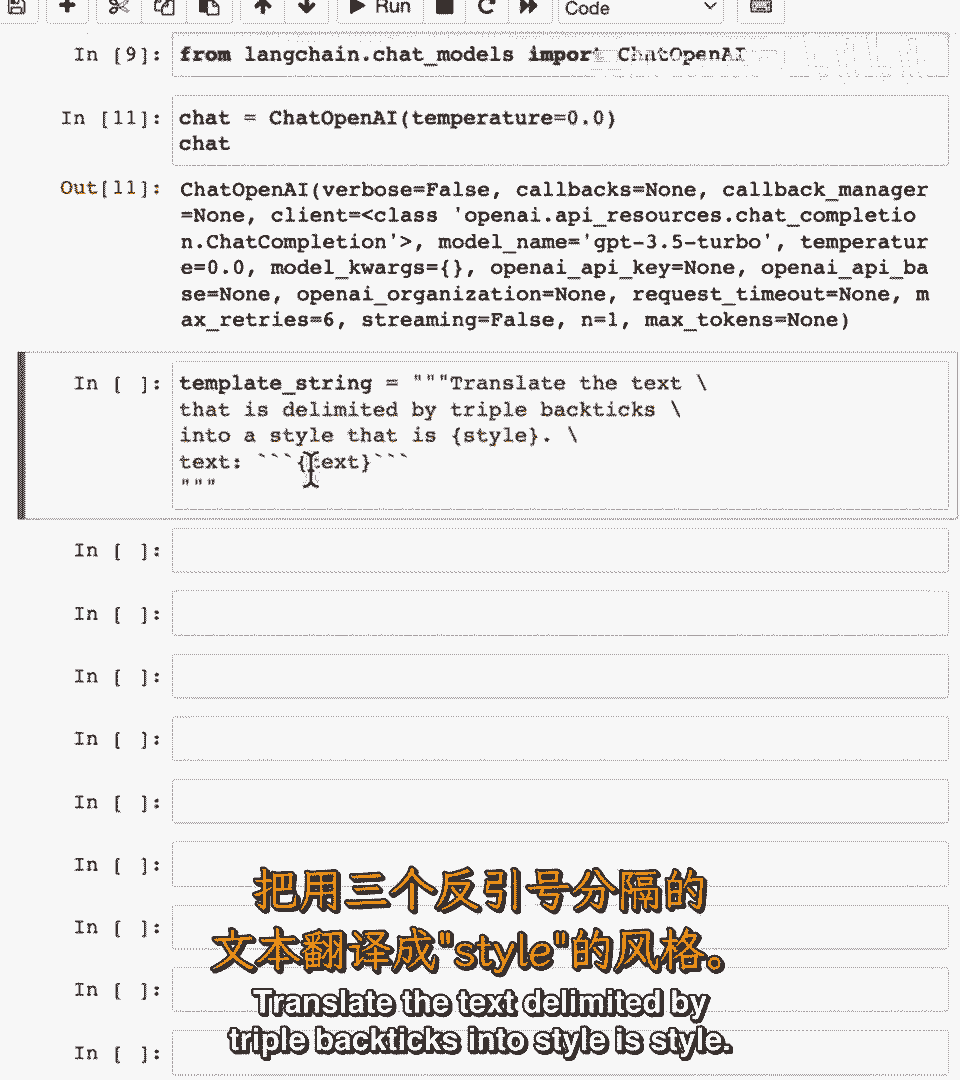 Run
Code
In [9]: from langchain.chat_models import ChatOpenAI
In [11]: chat = ChatOpenAI(temperature=0.0)
chat
Out[11]: ChatOpenAI(verbose=False, callbacks=None, callback_manager
=None, client=<class 'openai.api_resources.chat_completio
n.ChatCompletion'>, model_name='gpt-3.5-turbo', temperatur
e=0.0, model_kwargs={}, openai_api_key=None, openai_api_ba
se=None, openai_organization=None, request_timeout=None, m
ax_retries=6, streaming=False, n=1, max_tokens=None)
In [ ]: template_string = """Translate the text \
that is delimited by triple backticks \
into a style that is {style}. \
text: ```{text}```
"""
In [ ]:
In [ ]:
In [ ]:
In [ ]:
In [ ]:
In [ ]:
In [ ]:
In [ ]:
In [ ]:
把用三个反引号分隔的
文本翻译成"style"的风格。
Translate the text delimited by
triple backticks into style is style.